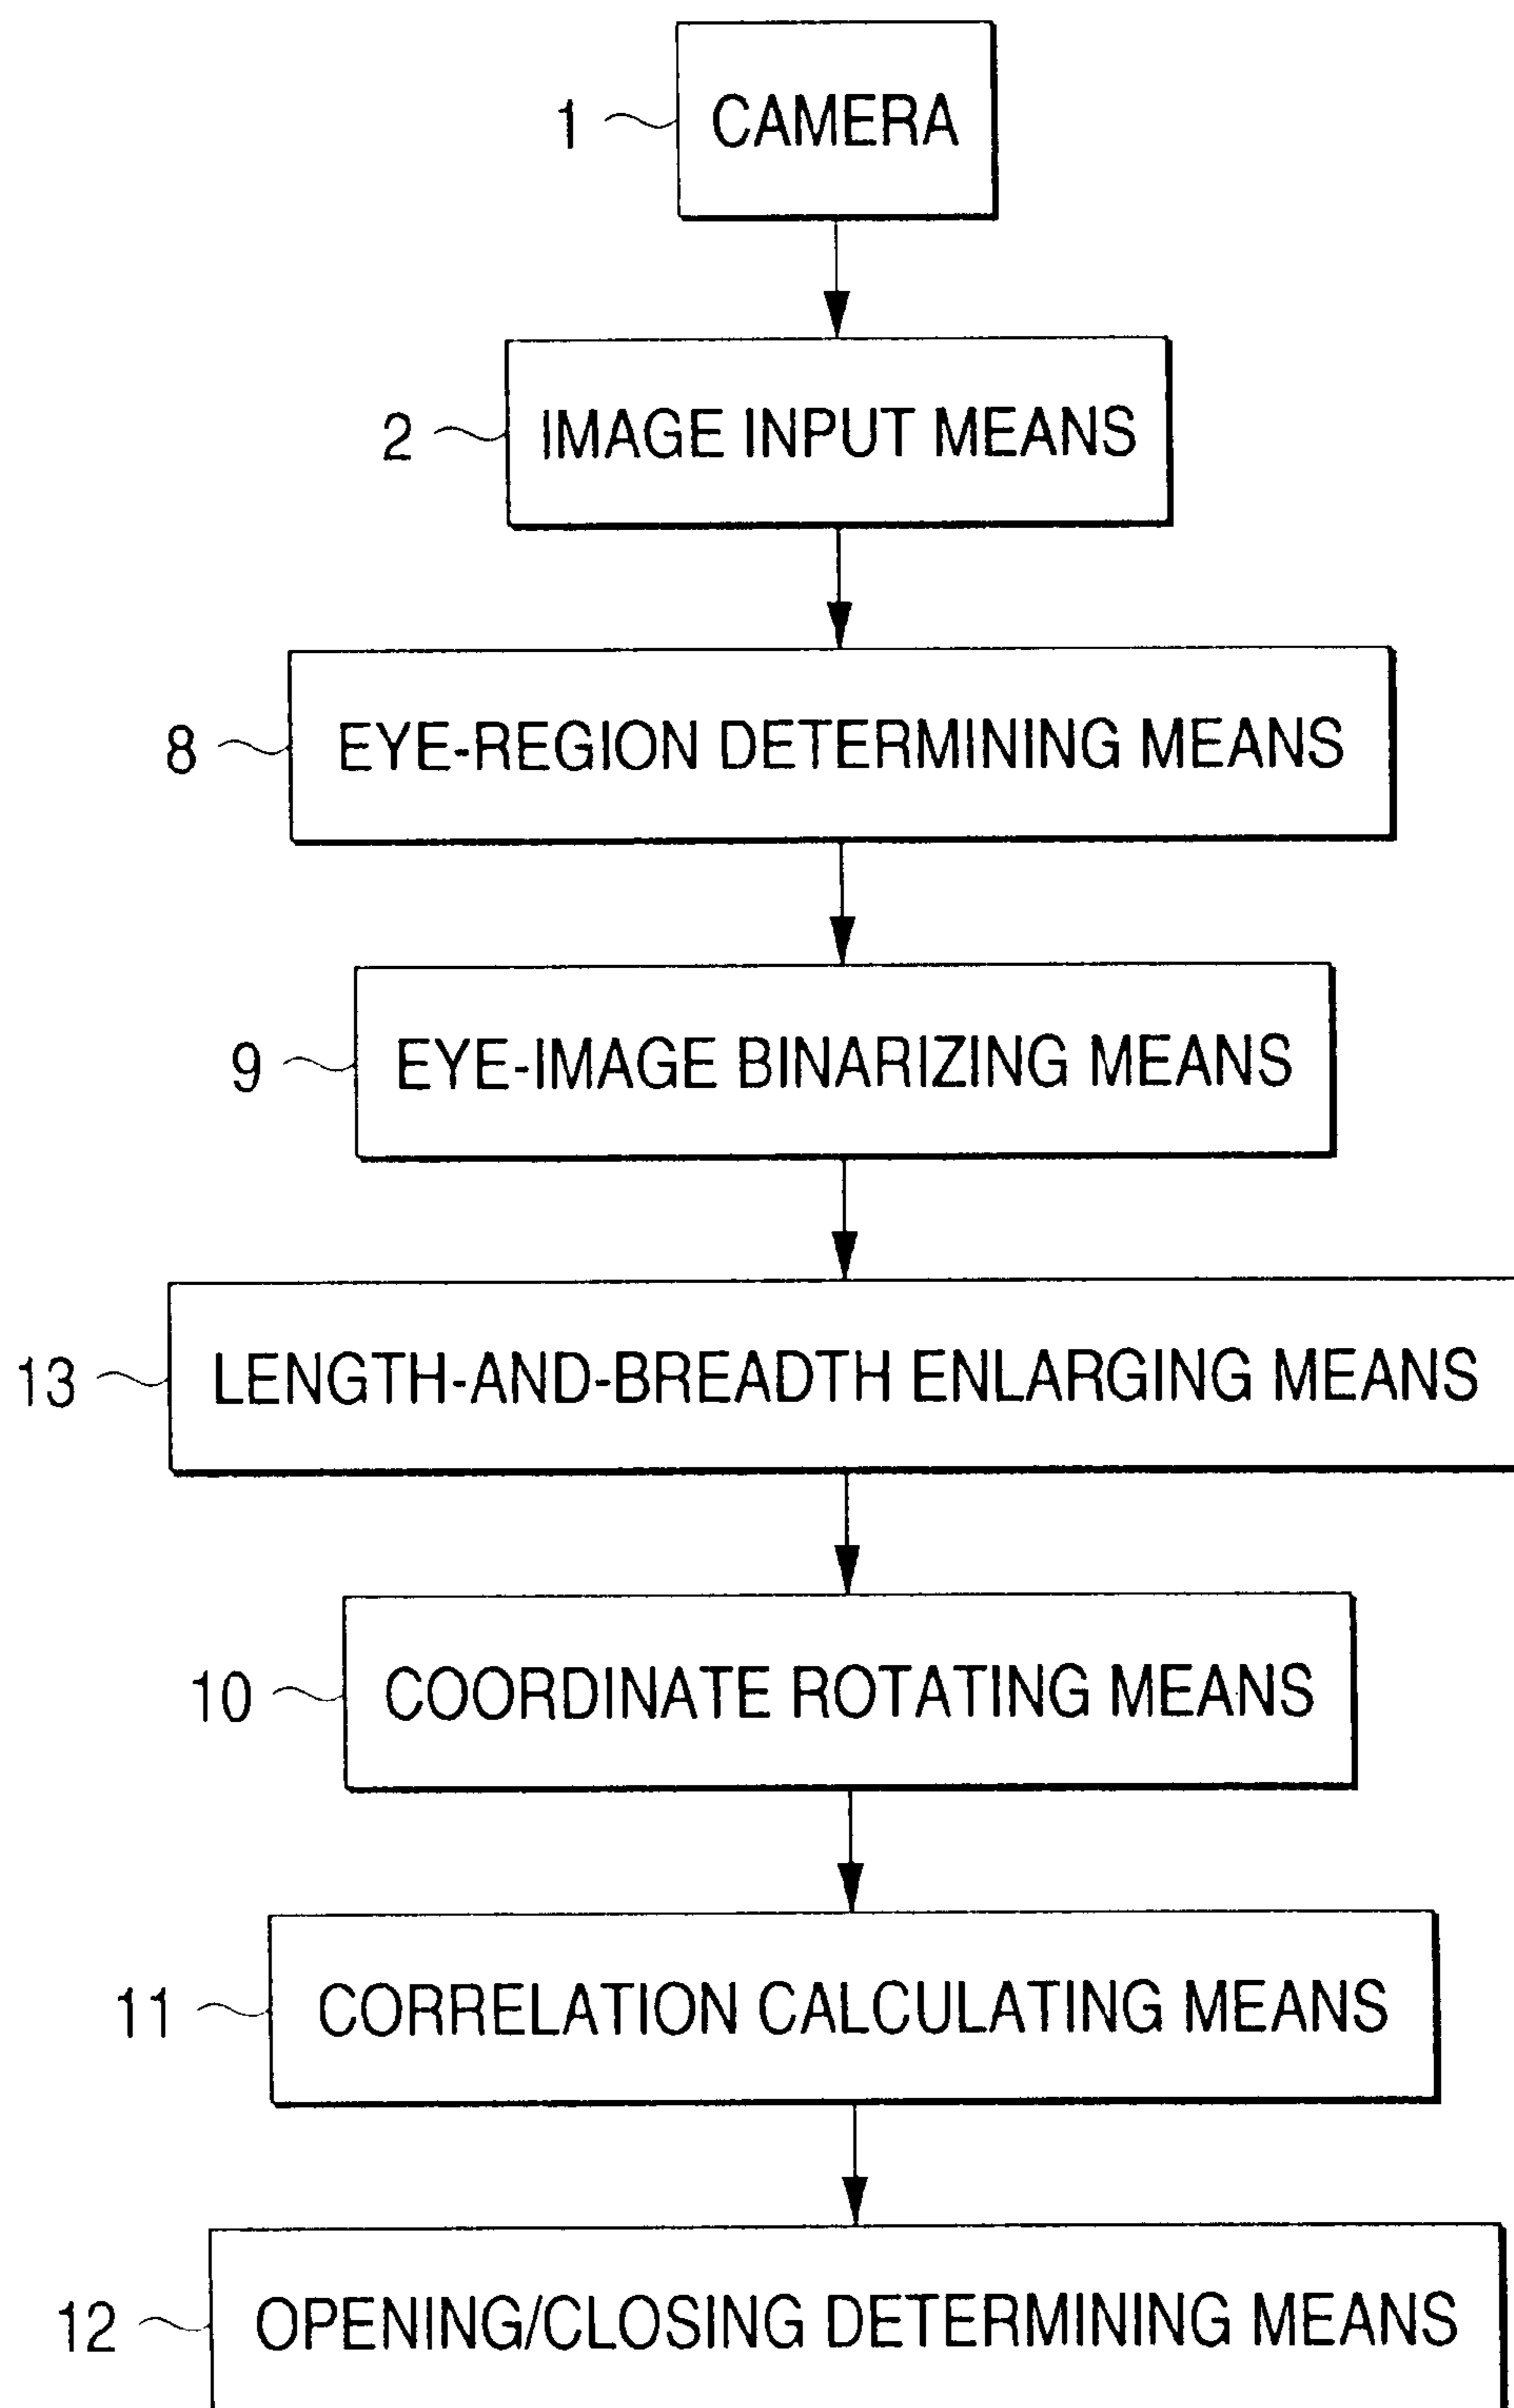 1 CAMERA
2 IMAGE INPUT MEANS
8 EYE-REGION DETERMINING MEANS
9 EYE-IMAGE BINARIZING MEANS
13 LENGTH-AND-BREADTH ENLARGING MEANS
10 COORDINATE ROTATING MEANS
11 CORRELATION CALCULATING MEANS
12 OPENING/CLOSING DETERMINING MEANS